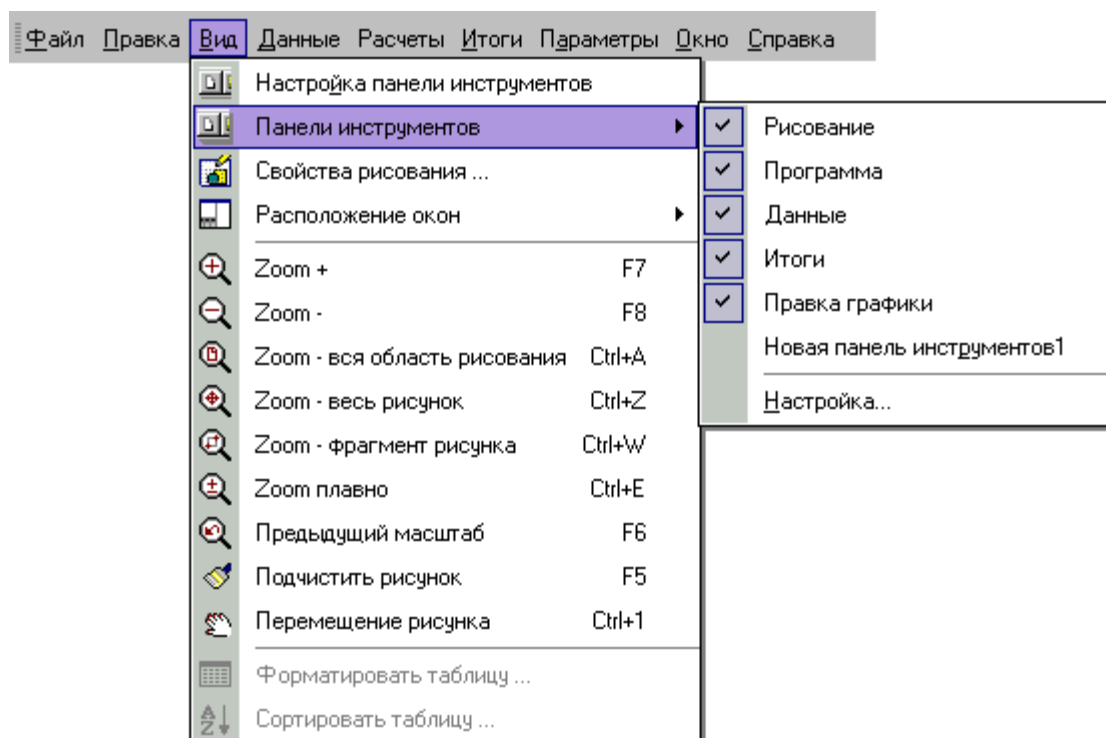 Файл Правка Вид Данные Расчеты Итоги Параметры Окно Справка
Настройка панели инструментов
Панели инструментов
Свойства рисования ...
Расположение окон
Zoom + F7
Zoom - F8
Zoom - вся область рисования Ctrl+A
Zoom - весь рисунок Ctrl+Z
Zoom - фрагмент рисунка Ctrl+W
Zoom плавно Ctrl+E
Предыдущий масштаб F6
Подчистить рисунок F5
Перемещение рисунка Ctrl+1
Форматировать таблицу ...
Сортировать таблицу ...
Рисование
Программа
Данные
Итоги
Правка графики
Новая панель инструментов1
Настройка...